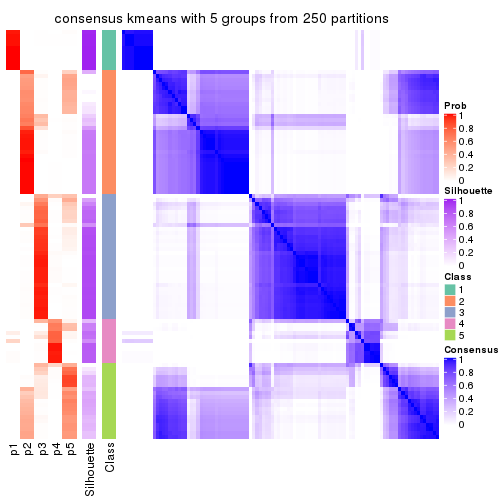 consensus kmeans with 5 groups from 250 partitions
Prob
1
0.8
0.6
0.4
0.2
0
Silhouette
1
0.8
0.6
0.4
0.2
0
Class
1
2
3
4
5
Consensus
1
0.8
0.6
0.4
0.2
0
p1
p2
p3
p4
p5
Silhouette
Class